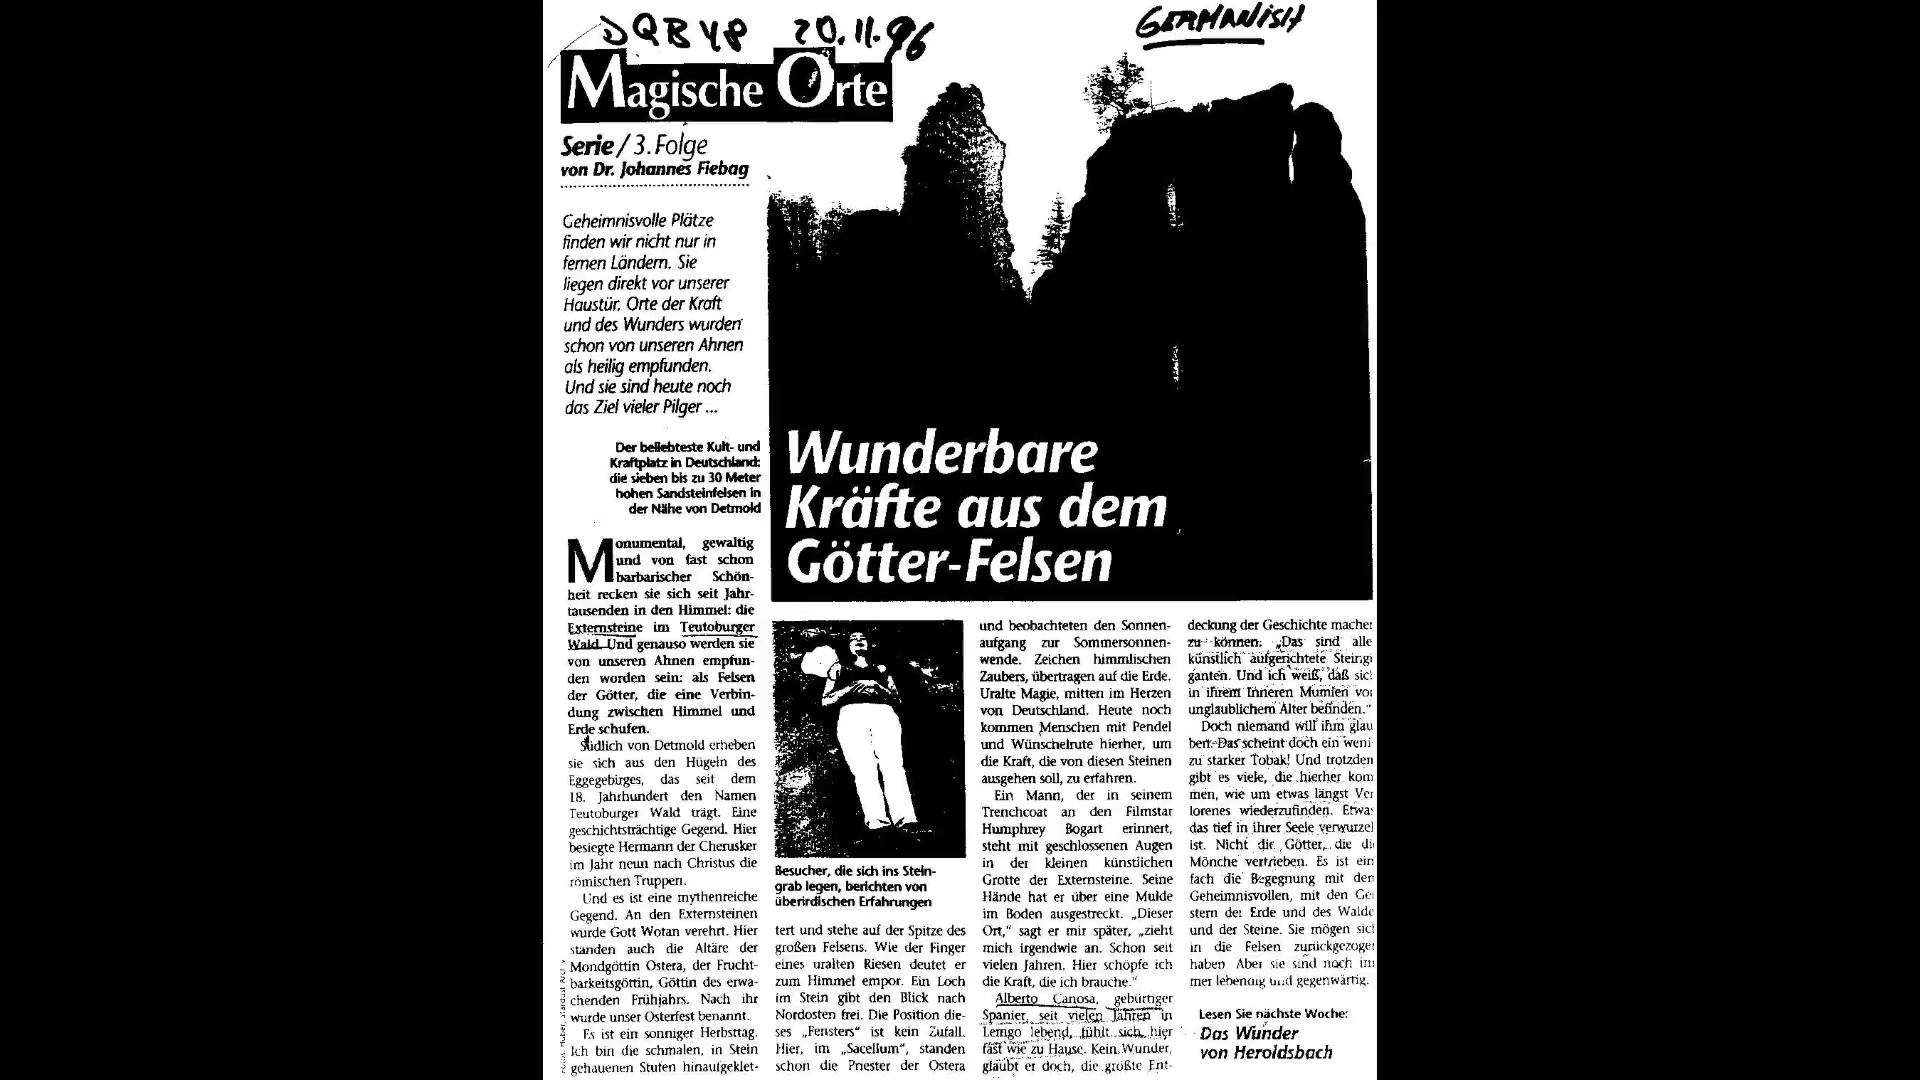 DQB48 20.11.96
GERMANISH
Magische Orte
Serie / 3. Folge
von Dr. Johannes Fiebag
Geheimnisvolle Plätze
finden wir nicht nur in
fernen Ländern. Sie
liegen direkt vor unserer
Haustür. Orte der Kraft
und des Wunders wurden
schon von unseren Ahnen
als heilig empfunden.
Und sie sind heute noch
das Ziel vieler Pilger ...
Der beliebteste Kult- und
Kraftplatz in Deutschland:
die sieben bis zu 30 Meter
hohen Sandsteinfelsen in
der Nähe von Detmold
Wunderbare
Kräfte aus dem
Götter-Felsen
Monumental, gewaltig
und von fast schon
barbarischer Schön-
heit recken sie sich seit Jahr-
tausenden in den Himmel: die
Externsteine im Teutoburger
Wald. Und genauso werden sie
von unseren Ahnen empfun-
den worden sein: als Felsen
der Götter, die eine Verbin-
dung zwischen Himmel und
Erde schufen.
Südlich von Detmold erheben
sie sich aus den Hügeln des
Eggegebirges, das seit dem
18. Jahrhundert den Namen
Teutoburger Wald trägt. Eine
geschichtsträchtige Gegend. Hier
besiegte Hermann der Cherusker
im Jahr neun nach Christus die
römischen Truppen.
Und es ist eine mythenreiche
Gegend. An den Externsteinen
wurde Gott Wotan verehrt. Hier
standen auch die Altäre der
Mondgöttin Ostera, der Frucht-
barkeitsgöttin, Göttin des erwa-
chenden Frühjahrs. Nach ihr
wurde unser Osterfest benannt.
Es ist ein sonniger Herbsttag.
Ich bin die schmalen, in Stein
gehauenen Stufen hinaufgeklet-
Besucher, die sich ins Stein-
grab legen, berichten von
überirdischen Erfahrungen
tert und stehe auf der Spitze des
großen Felsens. Wie der Finger
eines uralten Riesen deutet er
zum Himmel empor. Ein Loch
im Stein gibt den Blick nach
Nordosten frei. Die Position die-
ses „Fensters“ ist kein Zufall.
Hier, im „Sacellum“, standen
schon die Priester der Ostera
und beobachteten den Sonnen-
aufgang zur Sommersonnen-
wende. Zeichen himmlischen
Zaubers, übertragen auf die Erde.
Uralte Magie, mitten im Herzen
von Deutschland. Heute noch
kommen Menschen mit Pendel
und Wünschelrute hierher, um
die Kraft, die von diesen Steinen
ausgehen soll, zu erfahren.
Ein Mann, der in seinem
Trenchcoat an den Filmstar
Humphrey Bogart erinnert,
steht mit geschlossenen Augen
in der kleinen künstlichen
Grotte der Externsteine. Seine
Hände hat er über eine Mulde
im Boden ausgestreckt. „Dieser
Ort,“ sagt er mir später, „zieht
mich irgendwie an. Schon seit
vielen Jahren. Hier schöpfe ich
die Kraft, die ich brauche.“
Alberto Canosa, gebürtiger
Spanier, seit vielen Jahren in
Lemgo lebend, fühlt sich hier
fast wie zu Hause. Kein Wunder,
glaubt er doch, die größte Ent-
deckung der Geschichte mache
zu können: „Das sind alle
künstlich aufgerichtete Steingi
ganten. Und ich weiß, daß sich
in ihrem Inneren Mumien vo
unglaublichem Alter befinden.“
Doch niemand will ihm glau
ben. Das scheint doch ein weni
zu starker Tobak! Und trotzdem
gibt es viele, die hierher kom
men, wie um etwas längst Ver
lorenes wiederzufinden. Etwas
das tief in ihrer Seele verwurzel
ist. Nicht die Götter, die di
Mönche vertrieben. Es ist ein
fach die Begegnung mit dem
Geheimnisvollen, mit den Gei
stern der Erde und des Walde
und der Steine. Sie mögen sich
in die Felsen zurückgezogen
haben. Aber sie sind noch im
mer lebendig und gegenwärtig.
Lesen Sie nächste Woche:
Das Wunder
von Heroldsbach